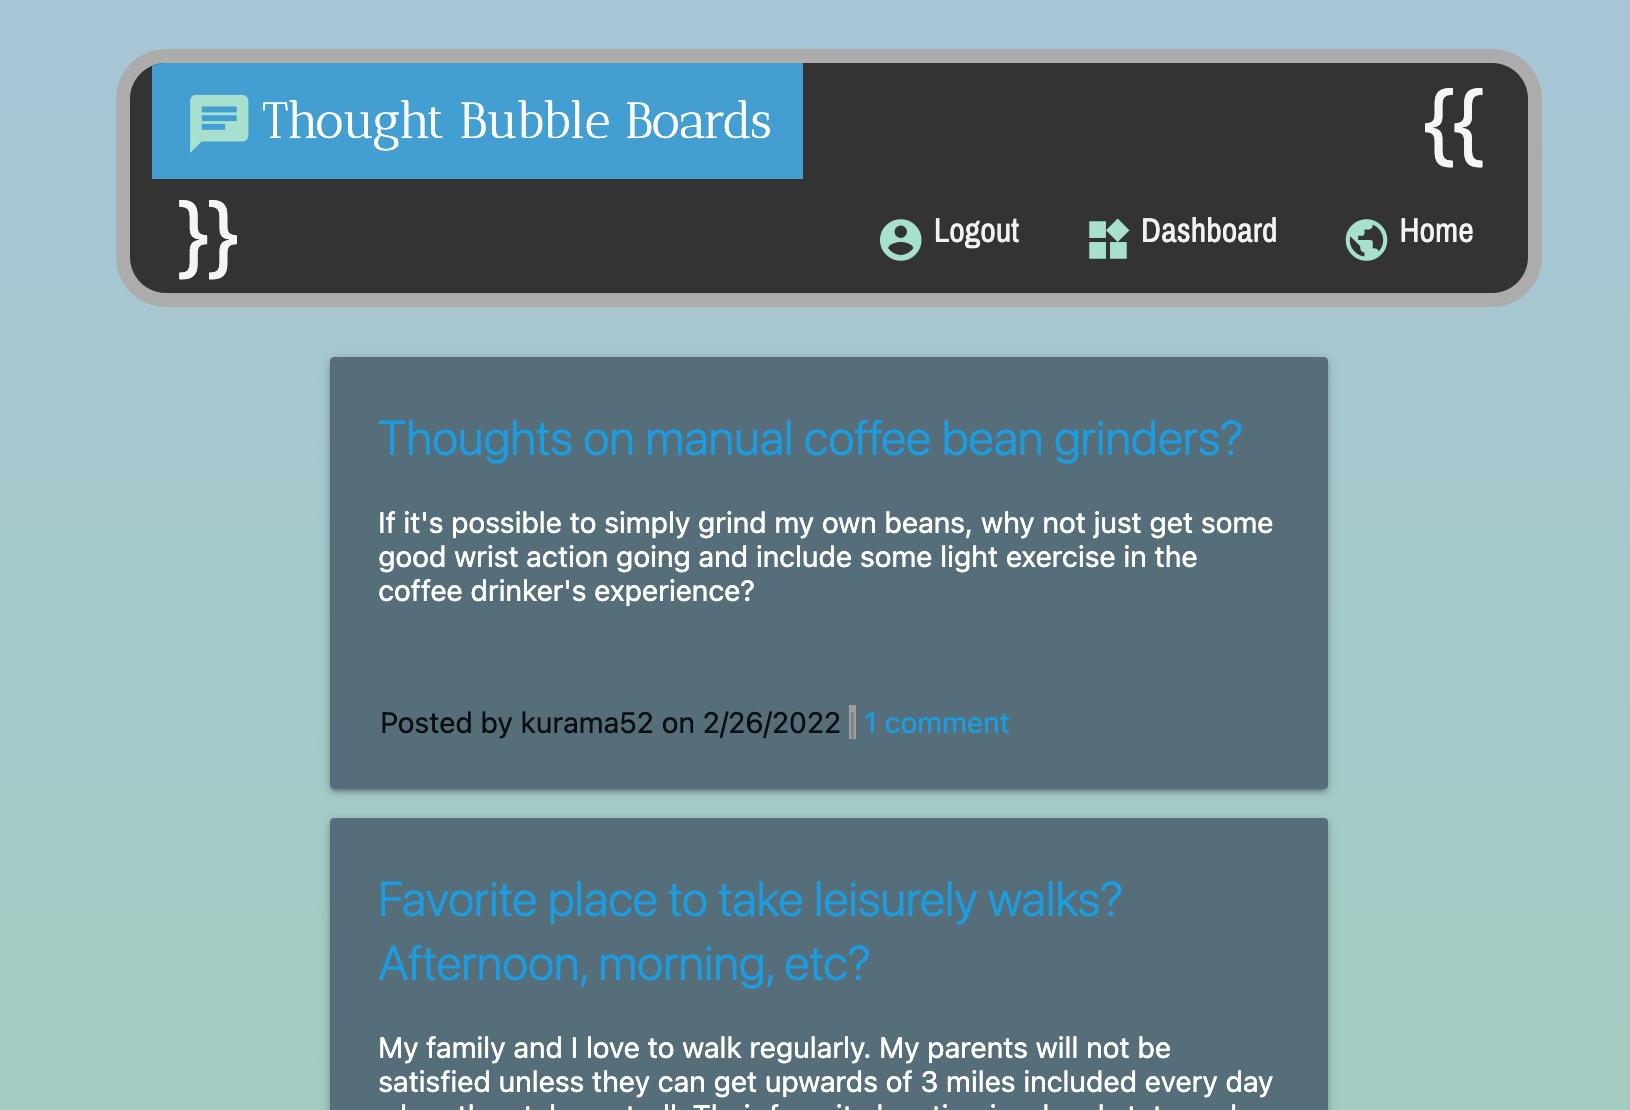 Thought Bubble Boards
{{
}}
Logout
Dashboard
Home
Thoughts on manual coffee bean grinders?
If it's possible to simply grind my own beans, why not just get some
good wrist action going and include some light exercise in the
coffee drinker's experience?
Posted by kurama52 on 2/26/2022 | 1 comment
Favorite place to take leisurely walks?
Afternoon, morning, etc?
My family and I love to walk regularly. My parents will not be
satisfied unless they can get upwards of 3 miles included every day